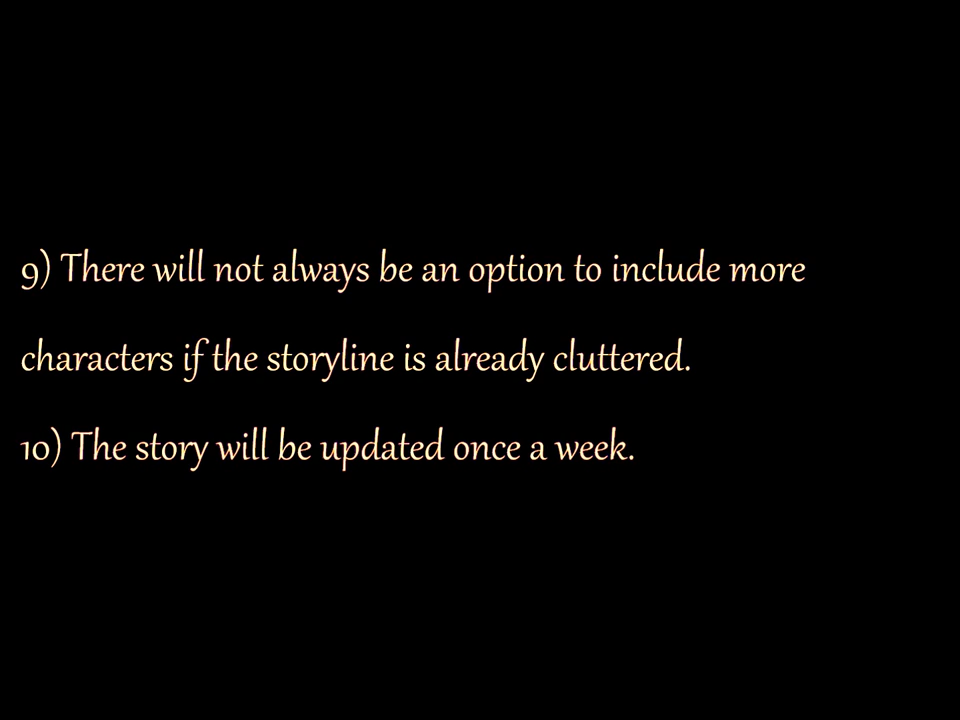 9) There will not always be an option to include more
characters if the storyline is already cluttered.
10) The story will be updated once a week.